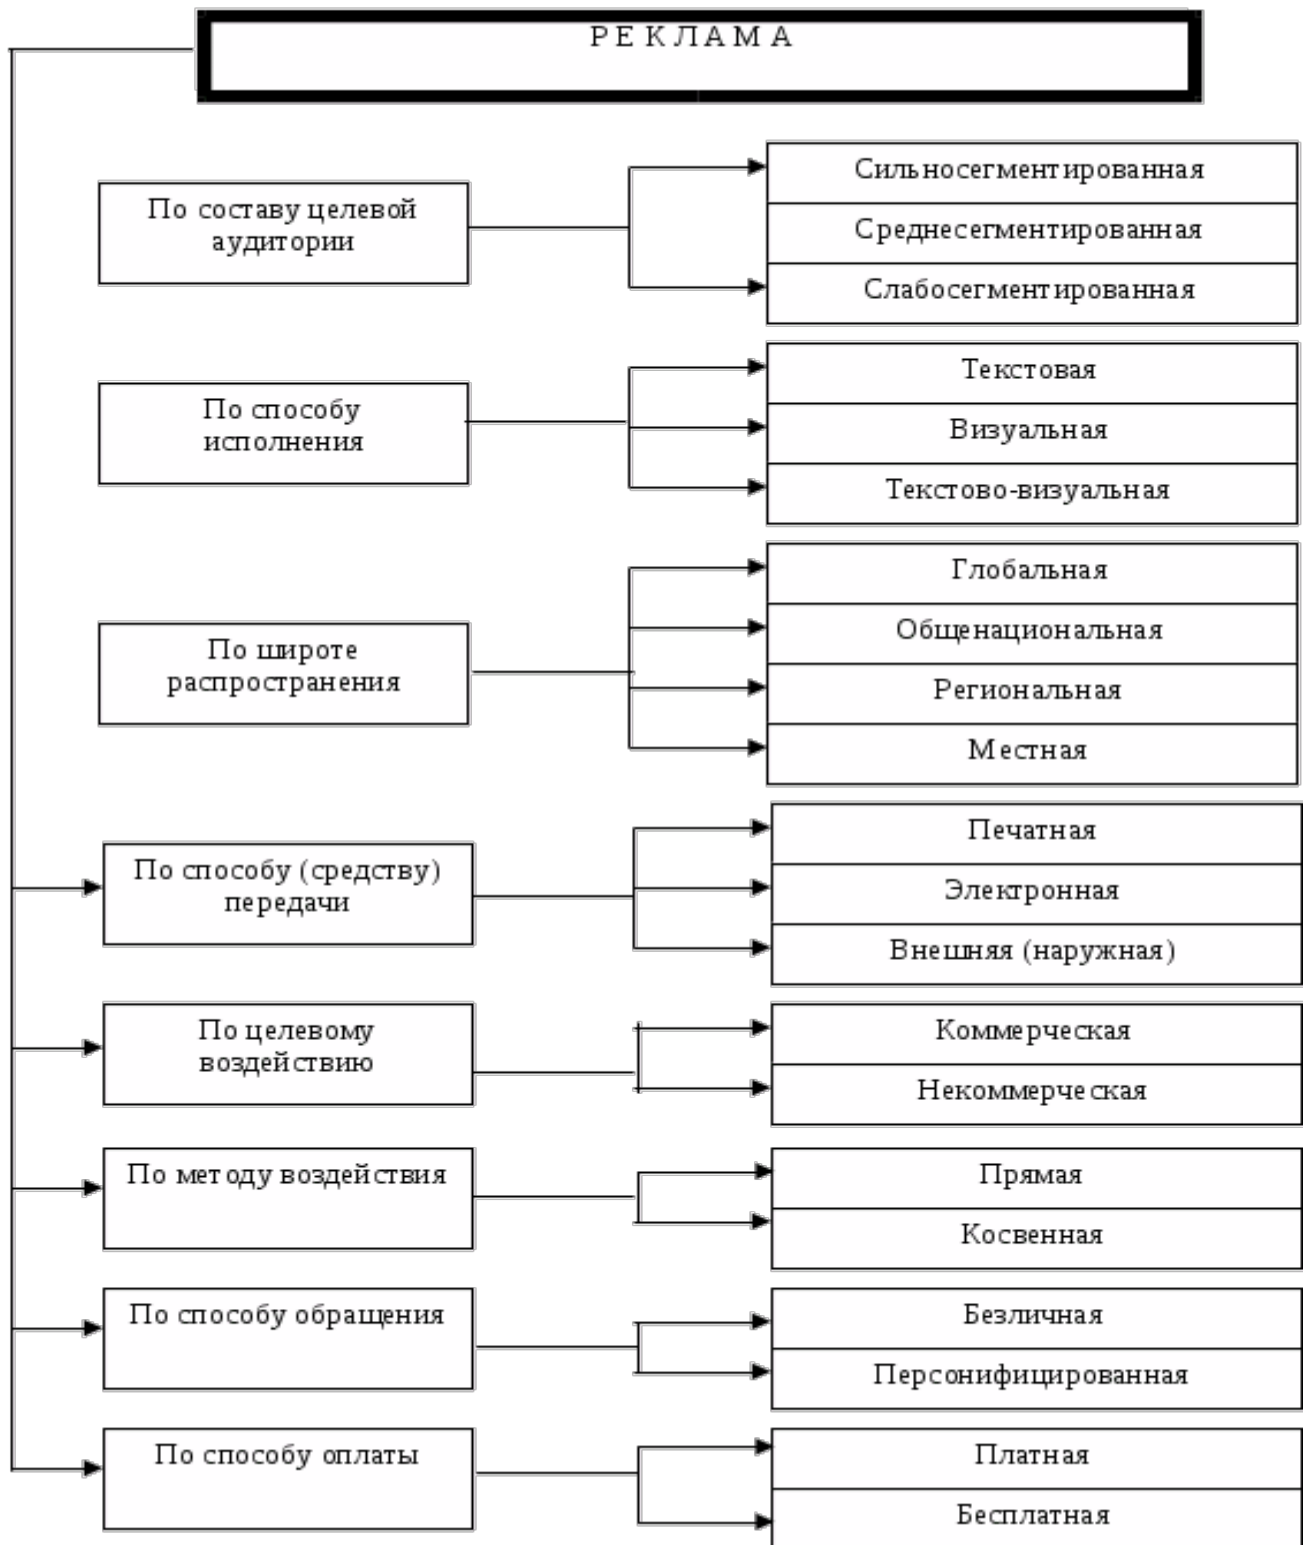 РЕКЛАМА
По составу целевой
аудитории
Сильносегментированная
Среднесегментированная
Слабосегментированная
По способу
исполнения
Текстовая
Визуальная
Текстово-визуальная
По широте
распространения
Глобальная
Общенациональная
Региональная
Местная
По способу (средству)
передачи
Печатная
Электронная
Внешняя (наружная)
По целевому
воздействию
Коммерческая
Некоммерческая
По методу воздействия
Прямая
Косвенная
По способу обращения
Безличная
Персонифицированная
По способу оплаты
Платная
Бесплатная